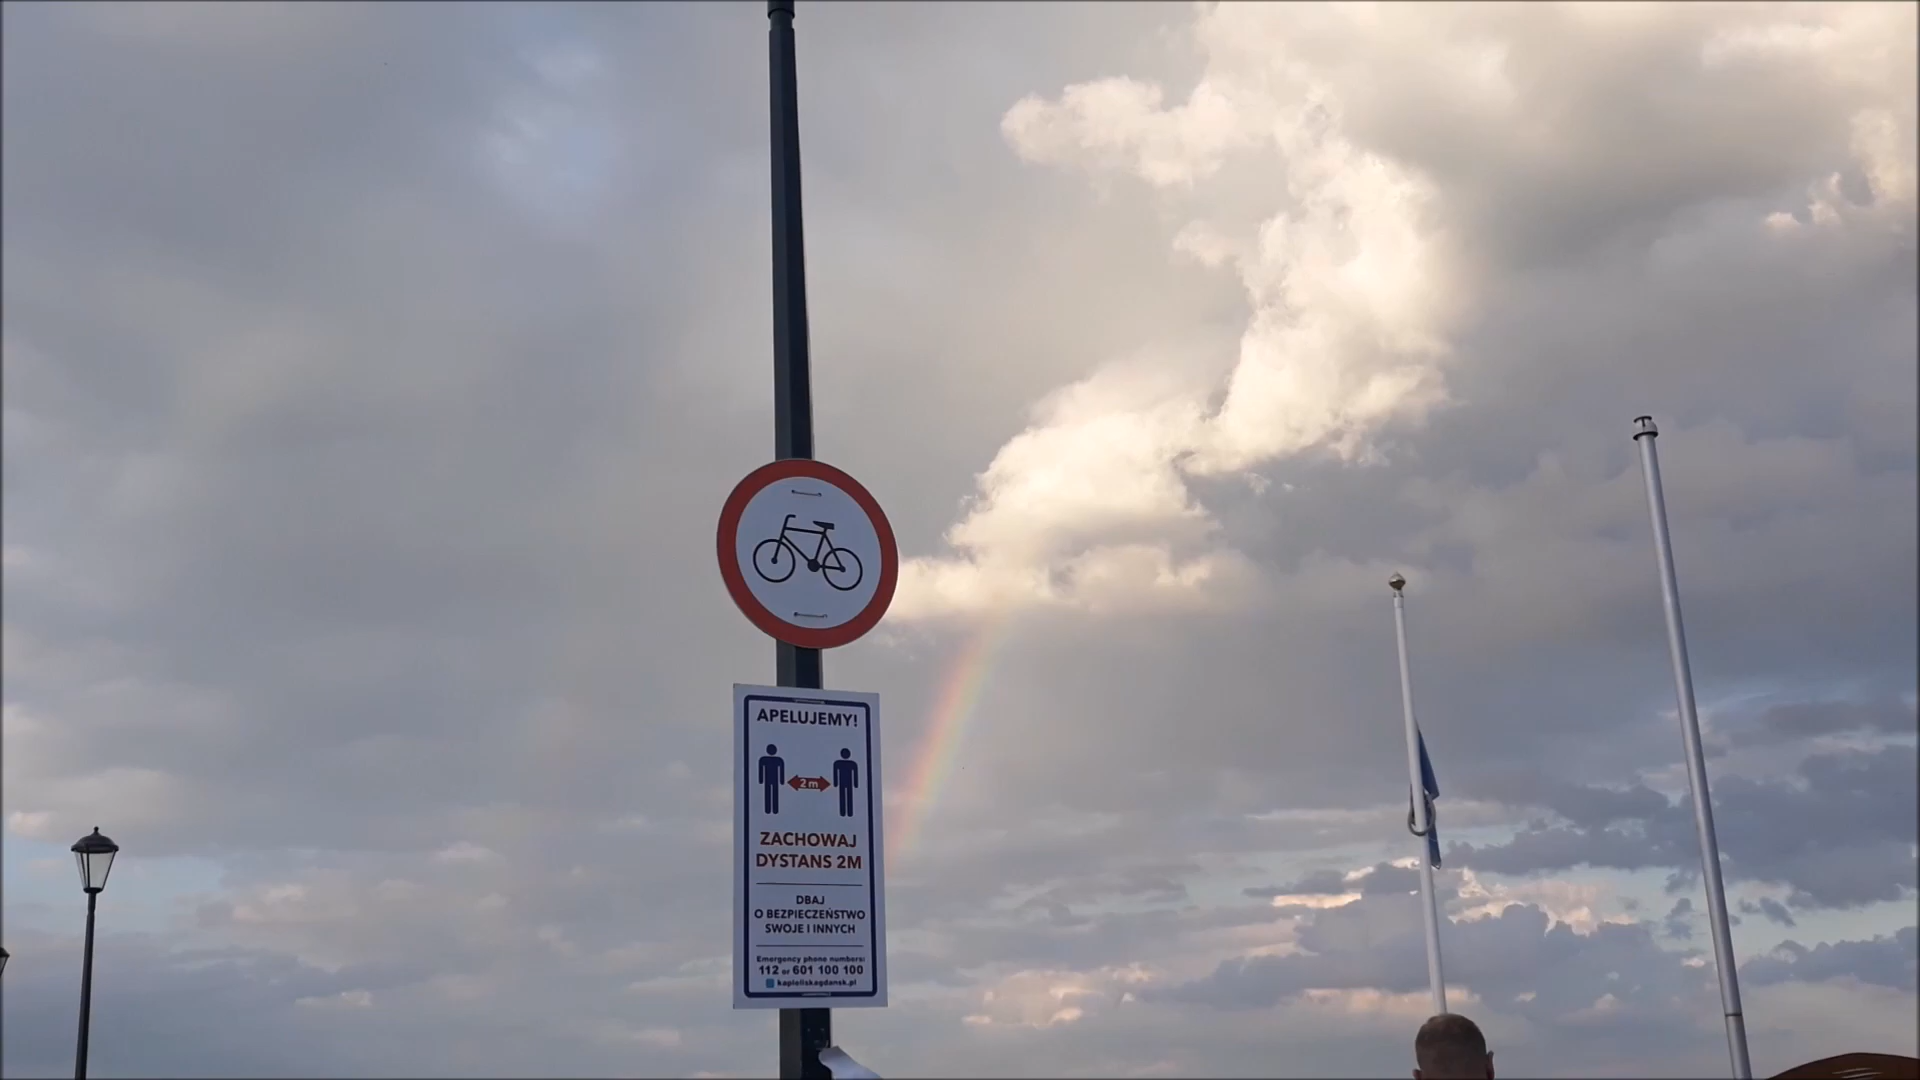 APELUJEMY!
2m
ZACHOWAJ
DYSTANS 2M
DBAJ
O BEZPIECZEŃSTWO
SWOJE I INNYCH
Emergency phone numbers:
112 or 601 100 100
kapieliskagdansk.pl